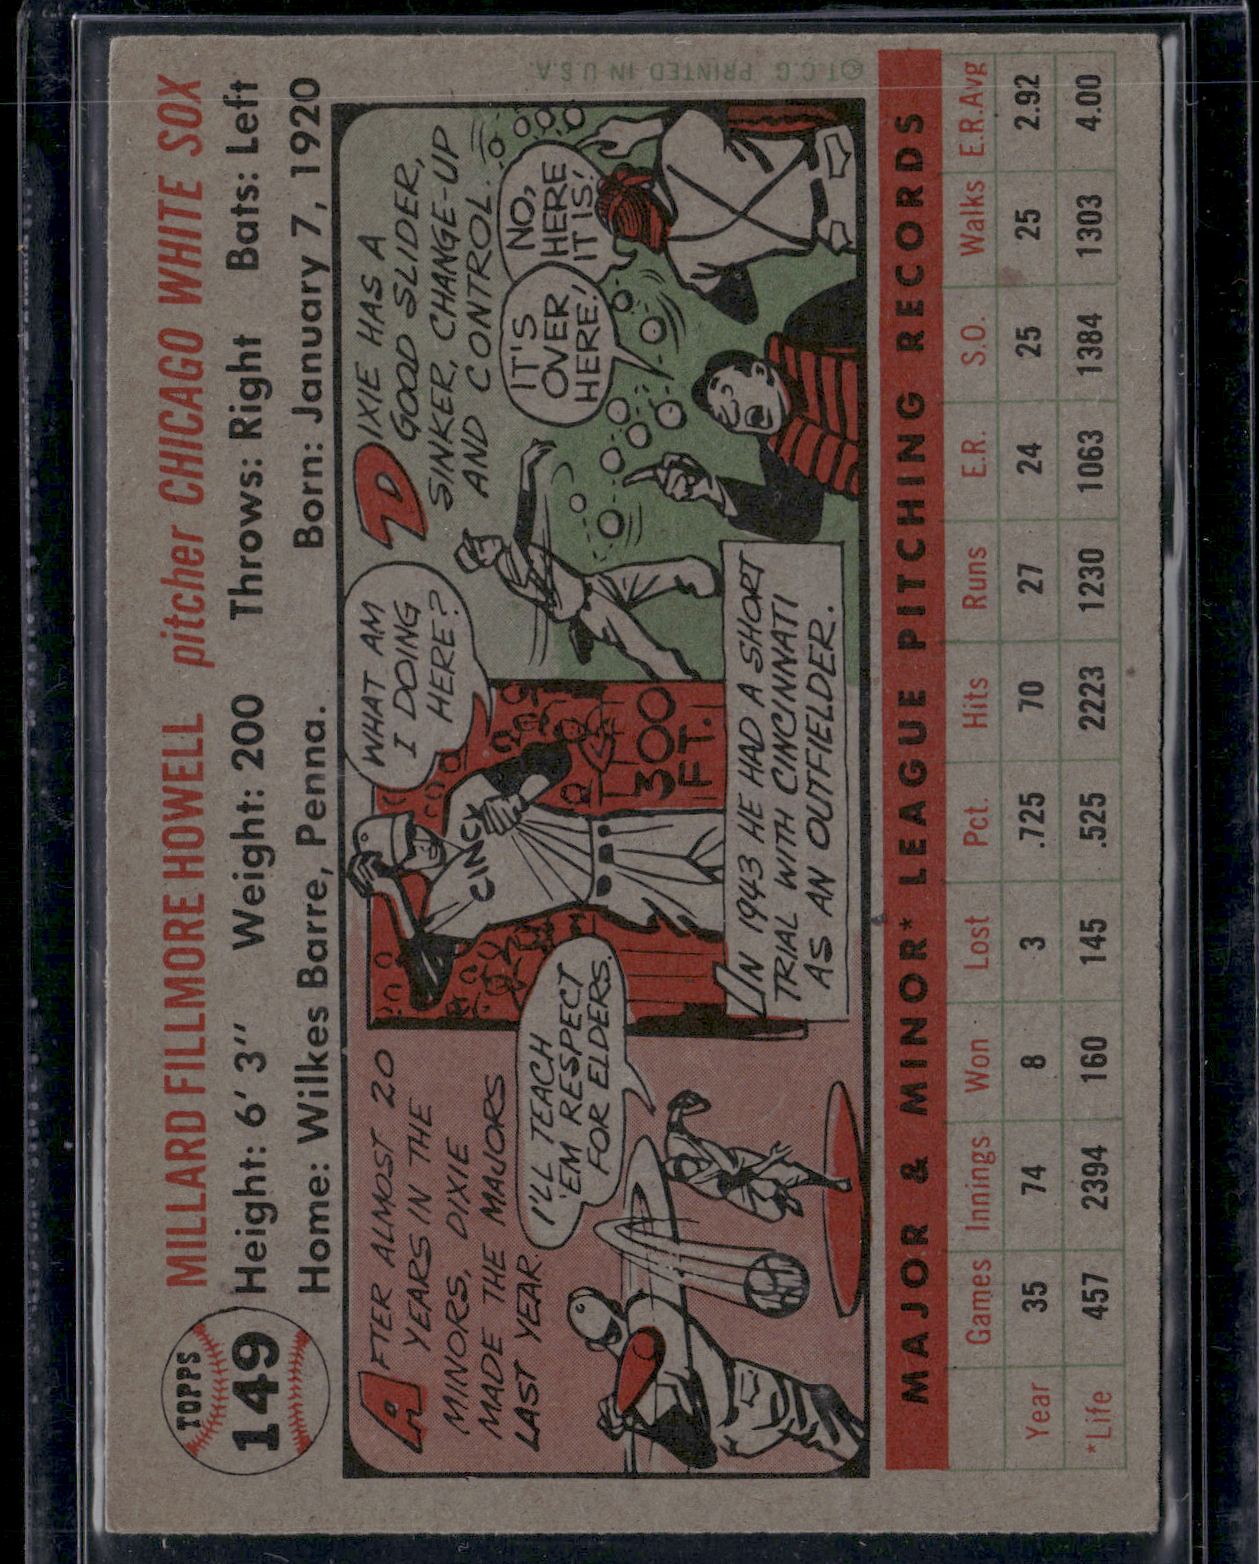 TOPPS
149
MILLARD FILLMORE HOWELL pitcher CHICAGO WHITE SOX
Height: 6' 3" Weight: 200 Throws: Right Bats: Left
Home: Wilkes Barre, Penna. Born: January 7, 1920
AFTER ALMOST 20
YEARS IN THE
MINORS, DIXIE
MADE THE MAJORS
LAST YEAR.
I'LL TEACH
'EM RESPECT
FOR ELDERS.
WHAT AM
I DOING
HERE?
CINCY
300
FT.
IN 1943 HE HAD A SHORT
TRIAL WITH CINCINNATI
AS AN OUTFIELDER.
DIXIE HAS A
GOOD SLIDER,
SINKER, CHANGE-UP
AND CONTROL.
IT'S
OVER
HERE!
NO,
HERE
IT IS!
©T.C.G. PRINTED IN U.S.A.
MAJOR & MINOR* LEAGUE PITCHING RECORDS
Games Innings Won Lost Pct. Hits Runs E.R. S.O. Walks E.R.Avg
Year 35 74 8 3 .725 70 27 24 25 25 2.92
*Life 457 2394 160 145 .525 2223 1230 1063 1384 1303 4.00